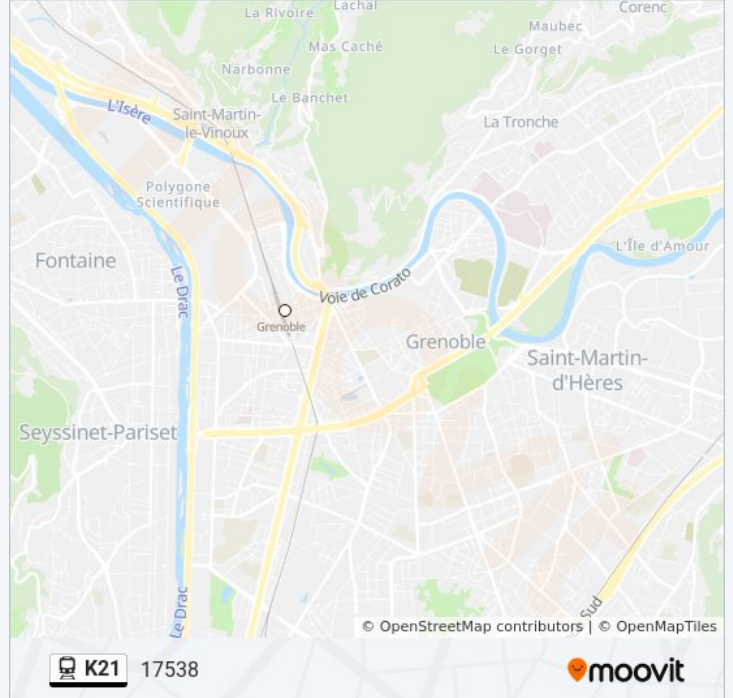 La Rivoire
Lachal
Corenc
Maubec
Mas Caché
Le Gorget
Narbonne
Le Banchet
L'Isère
Saint-Martin-
le-Vinoux
La Tronche
Polygone
Scientifique
L'Île d'Amour
Fontaine
Le Drac
Voie de Corato
Grenoble
Grenoble
Saint-Martin-
d'Hères
Seyssinet-Pariset
Le Drac
Sud
© OpenStreetMap contributors | © OpenMapTiles
K21 17538
moovit